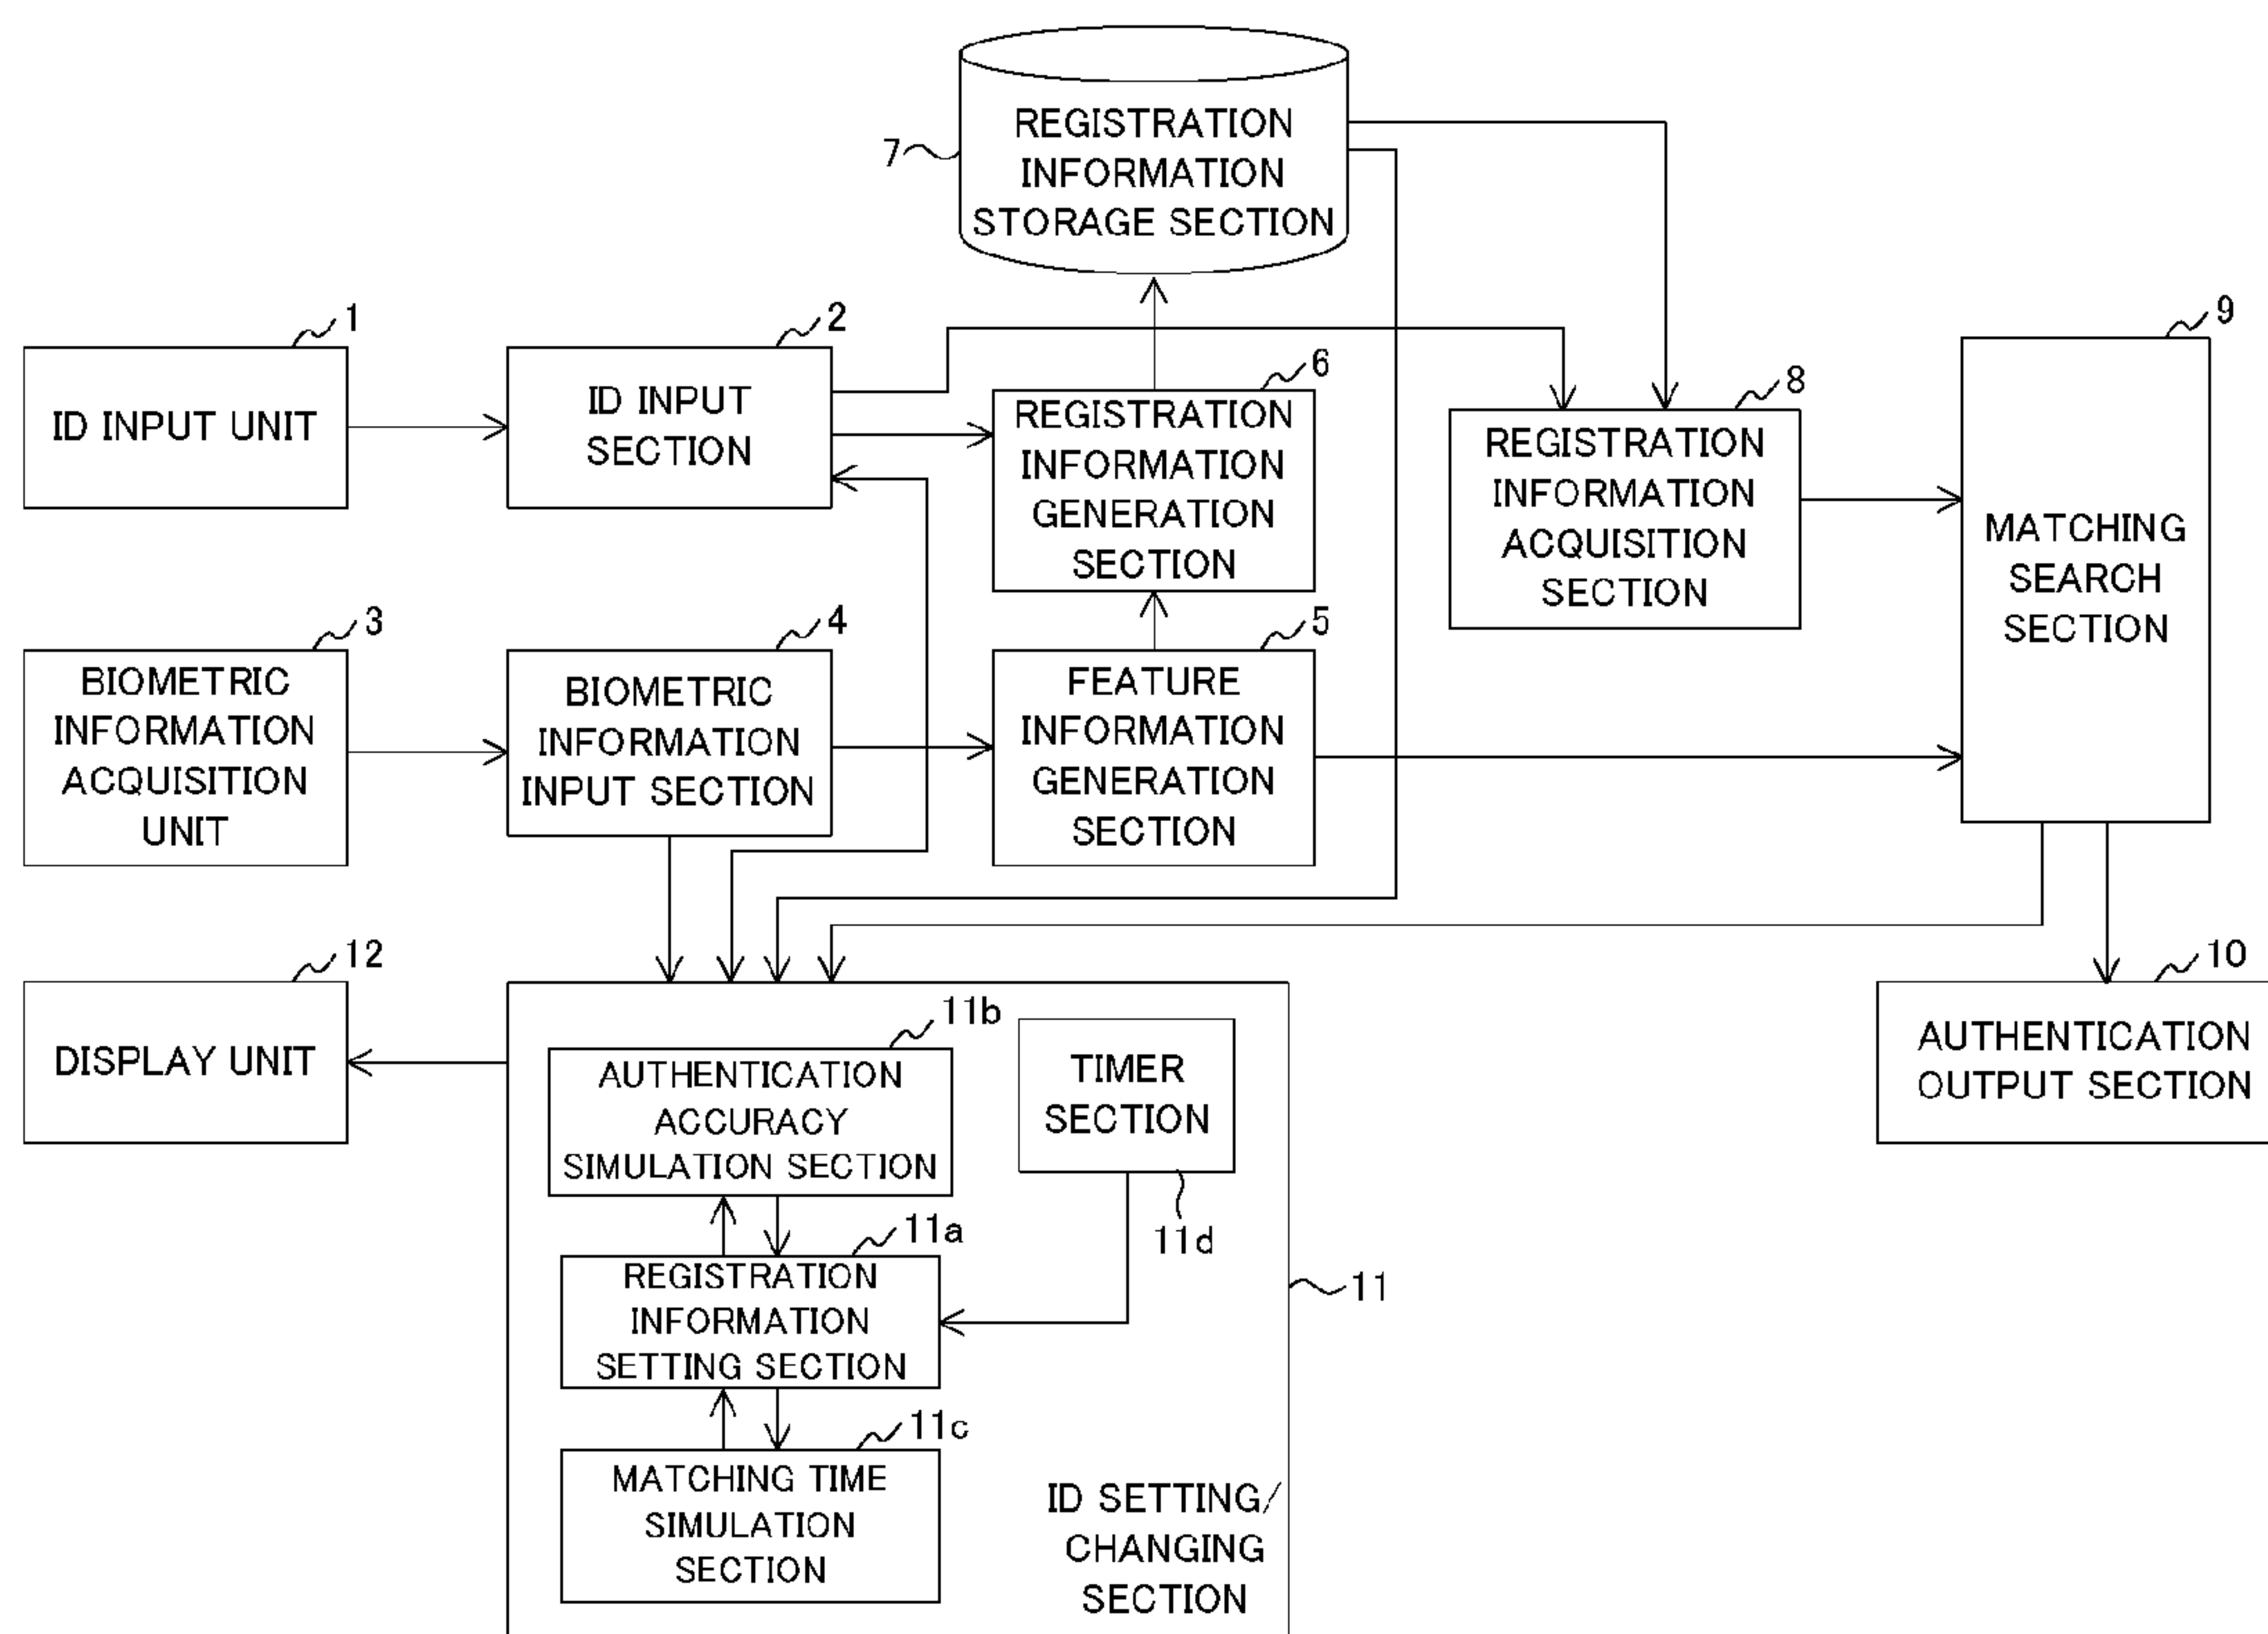 REGISTRATION
INFORMATION
STORAGE SECTION
7
1
ID INPUT UNIT
2
ID INPUT
SECTION
6
REGISTRATION
INFORMATION
GENERATION
SECTION
8
REGISTRATION
INFORMATION
ACQUISITION
SECTION
9
MATCHING
SEARCH
SECTION
3
BIOMETRIC
INFORMATION
ACQUISITION
UNIT
4
BIOMETRIC
INFORMATION
INPUT SECTION
5
FEATURE
INFORMATION
GENERATION
SECTION
12
DISPLAY UNIT
10
AUTHENTICATION
OUTPUT SECTION
11b
AUTHENTICATION
ACCURACY
SIMULATION SECTION
TIMER
SECTION
11d
11a
REGISTRATION
INFORMATION
SETTING SECTION
11
11c
MATCHING TIME
SIMULATION
SECTION
ID SETTING/
CHANGING
SECTION